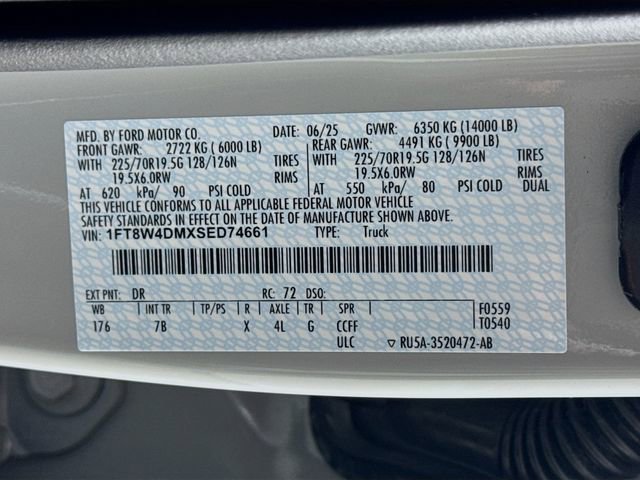 MFD. BY FORD MOTOR CO. DATE: 06/25 GVWR: 6350 KG (14000 LB)
FRONT GAWR: 2722 KG ( 6000 LB) REAR GAWR: 4491 KG ( 9900 LB)
WITH 225/70R19.5G 128/126N TIRES WITH 225/70R19.5G 128/126N TIRES
19.5X6.0RW RIMS 19.5X6.0RW RIMS
AT 620 kPa/ 90 PSI COLD AT 550 kPa/ 80 PSI COLD DUAL
THIS VEHICLE CONFORMS TO ALL APPLICABLE FEDERAL MOTOR VEHICLE
SAFETY STANDARDS IN EFFECT ON THE DATE OF MANUFACTURE SHOWN ABOVE.
VIN: 1FT8W4DMXSED74661 TYPE: Truck
EXT PNT: DR RC: 72 DSO:
WB INT TR TP/PS R AXLE TR SPR F0559
176 7B X 4L G CCFF T0540
ULC RU5A-3520472-AB